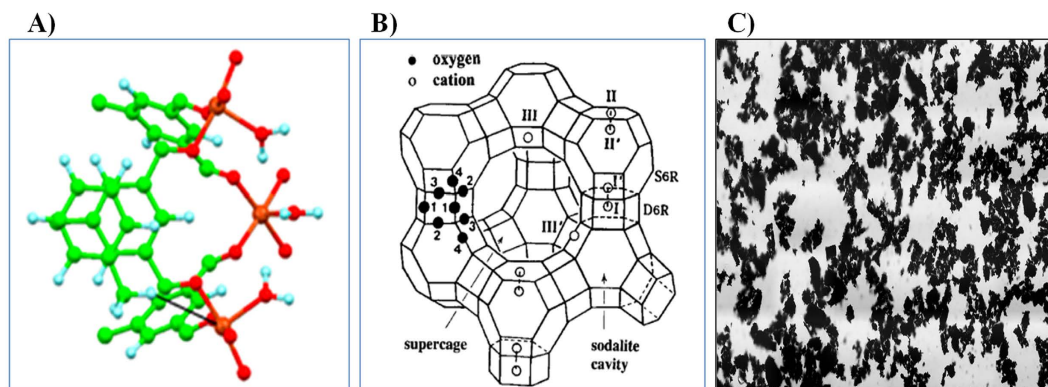 A)
B)
C)
oxygen
cation
III
II
II'
4
3
2
1
1
2
3
4
I'
I
S6R
D6R
III'
supercage
sodalite
cavity